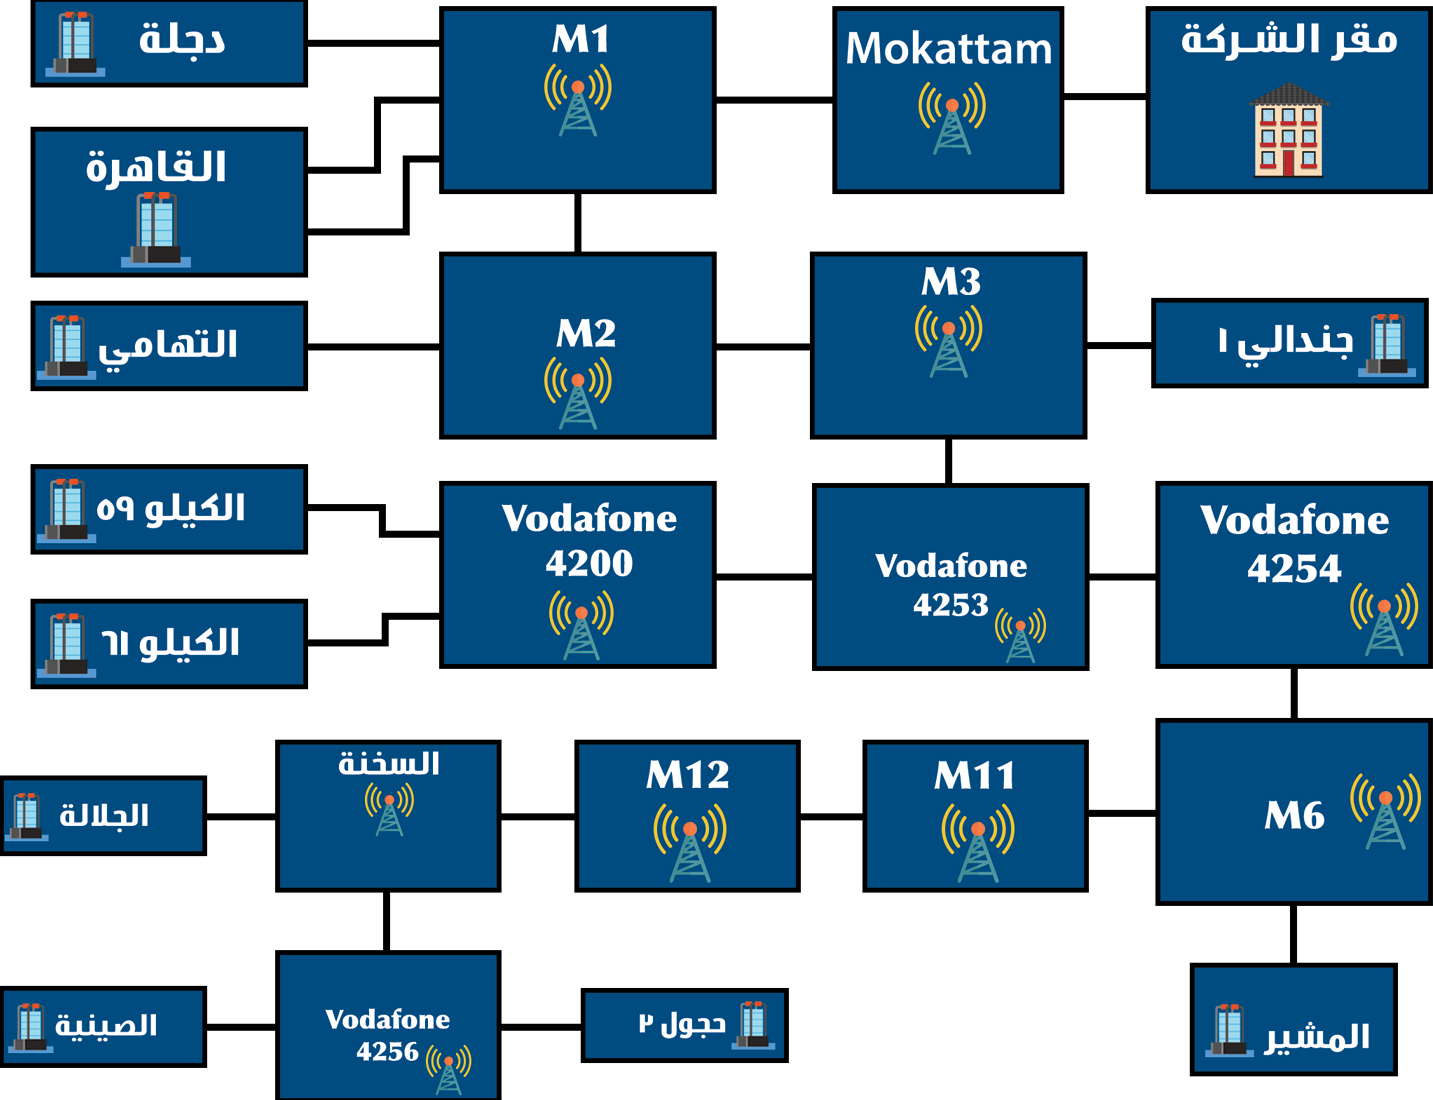 دجلة
M1
Mokattam
مقر الشركة
القاهرة
التهامي
M2
M3
جندالي ١
الكيلو ٥٩
Vodafone
4200
Vodafone
4253
Vodafone
4254
الكيلو ٦١
الجلالة
السخنة
M12
M11
M6
الصينية
Vodafone
4256
حجول ٢
المشير